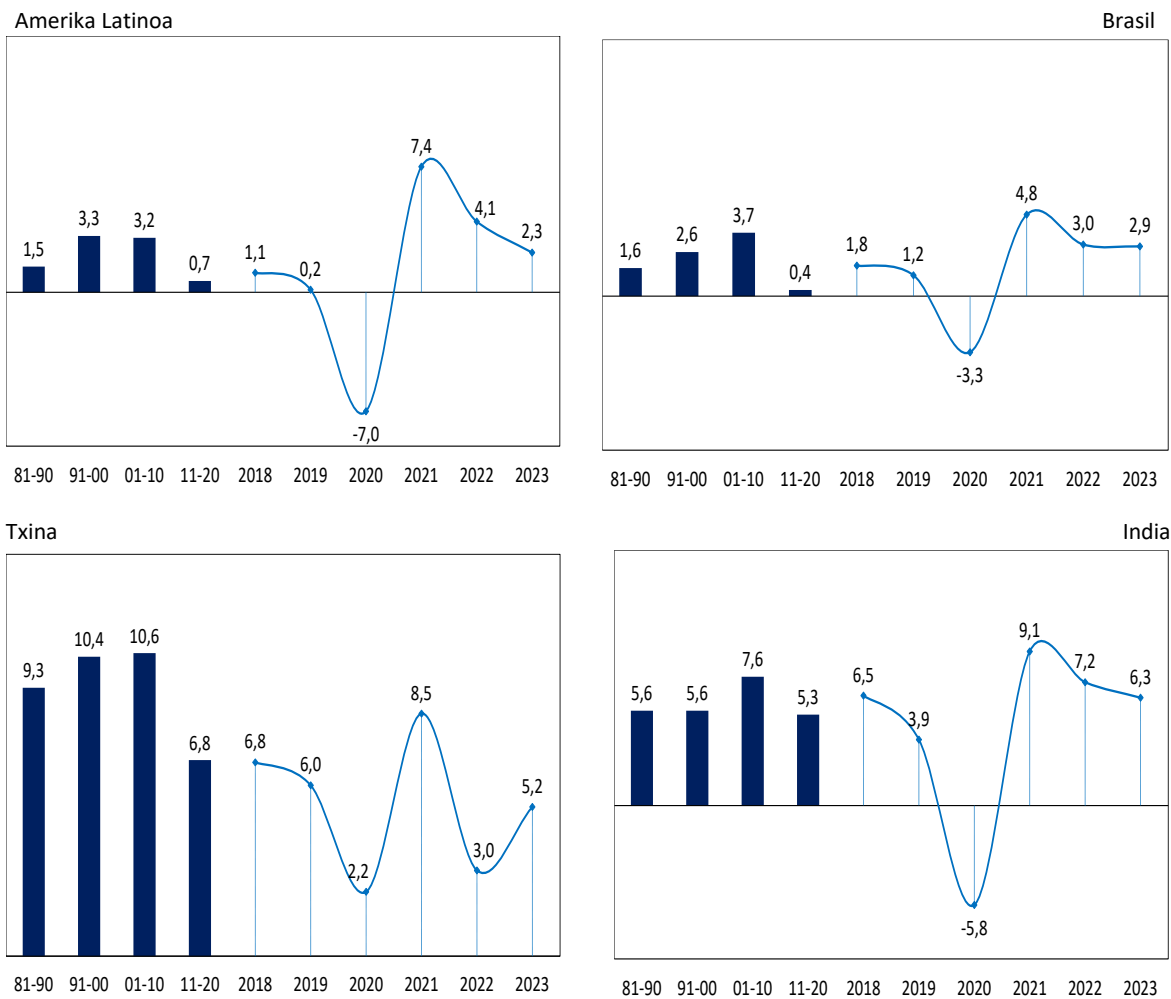 Amerika Latinoa
1,5 3,3 3,2 0,7 1,1 0,2 -7,0 7,4 4,1 2,3
81-90 91-00 01-10 11-20 2018 2019 2020 2021 2022 2023
Brasil
1,6 2,6 3,7 0,4 1,8 1,2 -3,3 4,8 3,0 2,9
81-90 91-00 01-10 11-20 2018 2019 2020 2021 2022 2023
Txina
9,3 10,4 10,6 6,8 6,8 6,0 2,2 8,5 3,0 5,2
81-90 91-00 01-10 11-20 2018 2019 2020 2021 2022 2023
India
5,6 5,6 7,6 5,3 6,5 3,9 -5,8 9,1 7,2 6,3
81-90 91-00 01-10 11-20 2018 2019 2020 2021 2022 2023